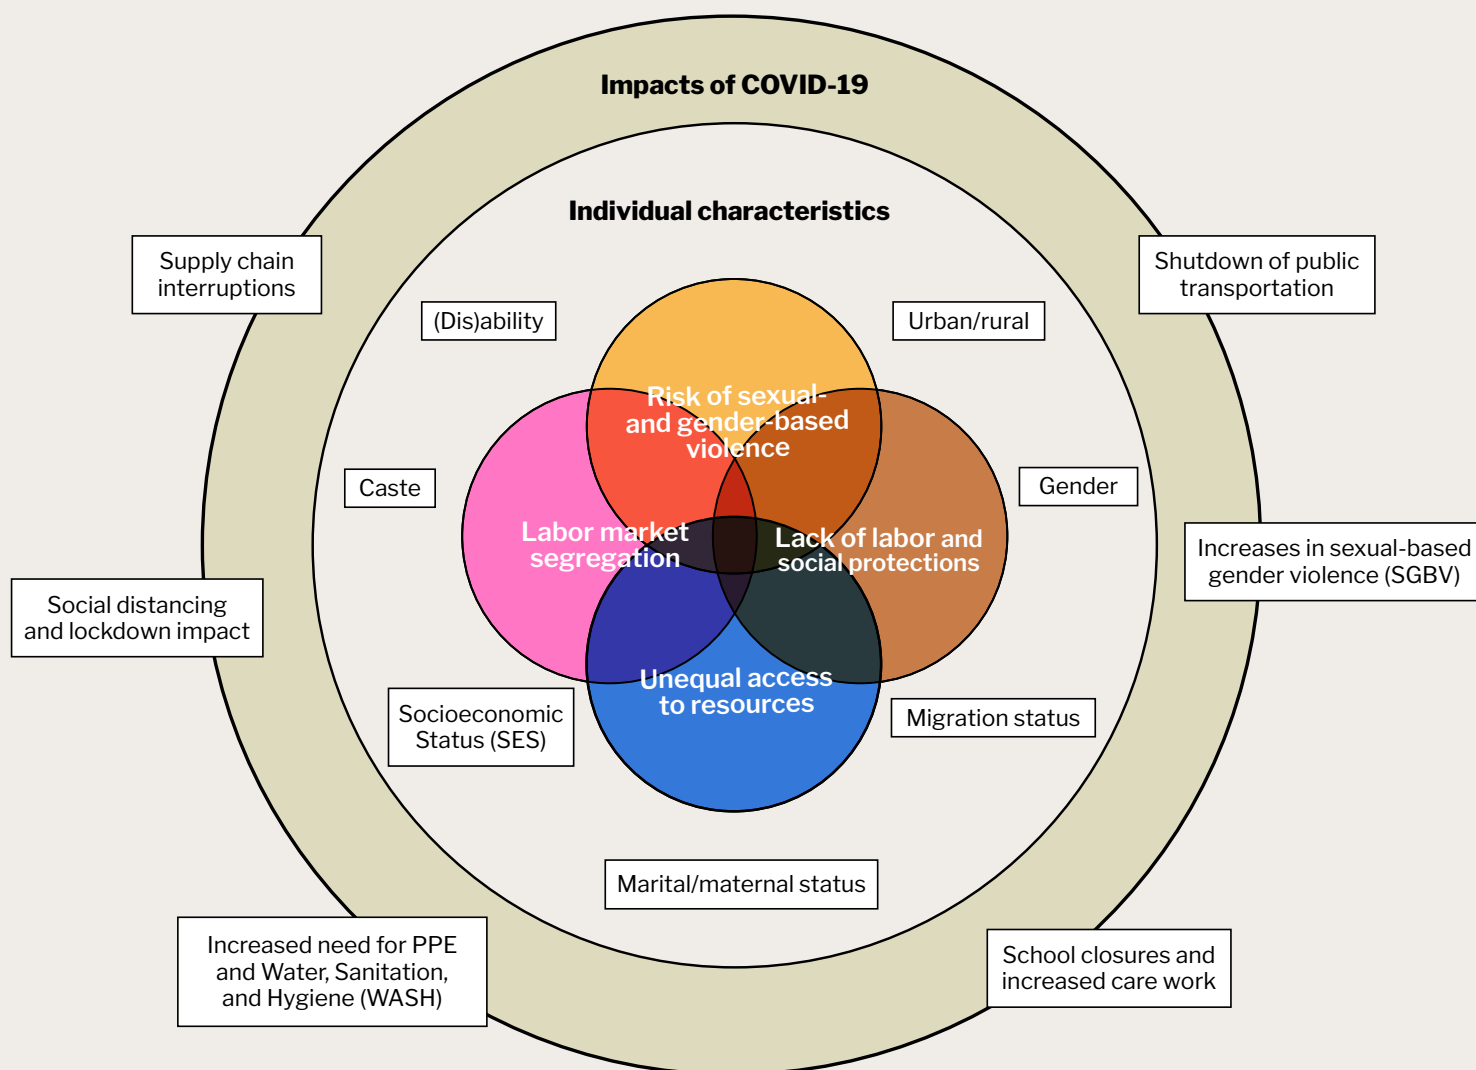 Impacts of COVID-19
Individual characteristics
Supply chain
interruptions
Shutdown of public
transportation
(Dis)ability
Urban/rural
Risk of sexual-
and gender-based
violence
Caste
Gender
Labor market
segregation
Lack of labor and
social protections
Increases in sexual-based
gender violence (SGBV)
Social distancing
and lockdown impact
Unequal access
to resources
Socioeconomic
Status (SES)
Migration status
Marital/maternal status
Increased need for PPE
and Water, Sanitation,
and Hygiene (WASH)
School closures and
increased care work